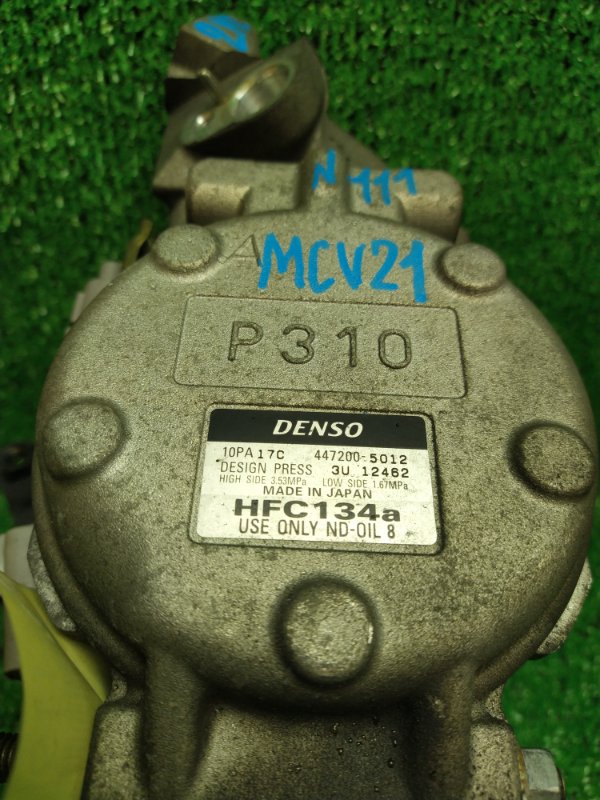 N 111
A MCV21
P310
DENSO
10PA17C 447200-5012
DESIGN PRESS 3U 12462
HIGH SIDE 3.53MPa LOW SIDE 1.67MPa
MADE IN JAPAN
HFC134a
USE ONLY ND-OIL 8